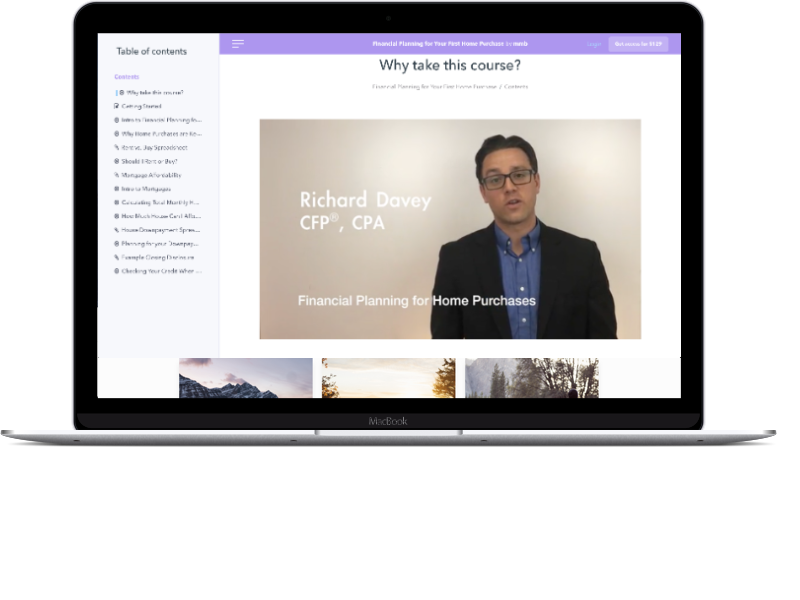 Table of contents
Contents
Why take this course?
Getting Started
Intro to Financial Planning fo...
Why Home Purchases are Ro...
Rent vs. Buy Spreadsheet
Should I Rent or Buy?
Mortgage Affordability
Intro to Mortgages
Calculating Total Monthly H...
How Much House Can I Affo...
House Downpayment Sprea...
Planning for your Downpay...
Example Closing Disclosure
Checking Your Credit When ...
Financial Planning for Your First Home Purchase
Login
Get access for
Why take this course?
Financial Planning for Your First Home Purchase / Contents
Richard Davey
CFP®, CPA
Financial Planning for Home Purchases
MacBook